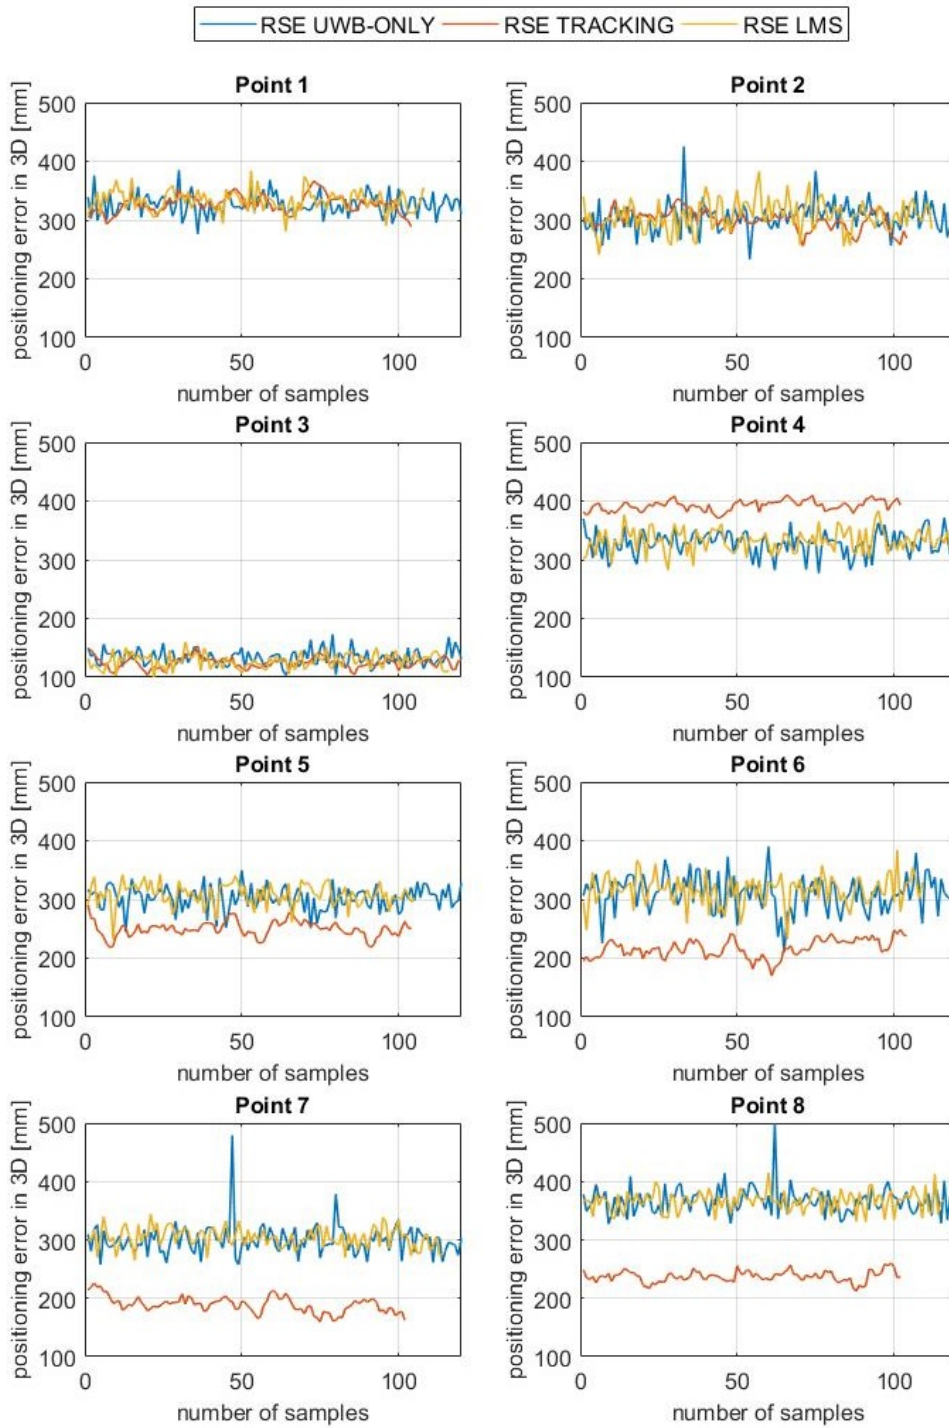 RSE UWB-ONLY RSE TRACKING RSE LMS
Point 1 Point 2
positioning error in 3D [mm] positioning error in 3D [mm]
500 500
400 400
300 300
200 200
100 100
0 50 100 0 50 100
number of samples number of samples
Point 3 Point 4
positioning error in 3D [mm] positioning error in 3D [mm]
500 500
400 400
300 300
200 200
100 100
0 50 100 0 50 100
number of samples number of samples
Point 5 Point 6
positioning error in 3D [mm] positioning error in 3D [mm]
500 500
400 400
300 300
200 200
100 100
0 50 100 0 50 100
number of samples number of samples
Point 7 Point 8
positioning error in 3D [mm] positioning error in 3D [mm]
500 500
400 400
300 300
200 200
100 100
0 50 100 0 50 100
number of samples number of samples